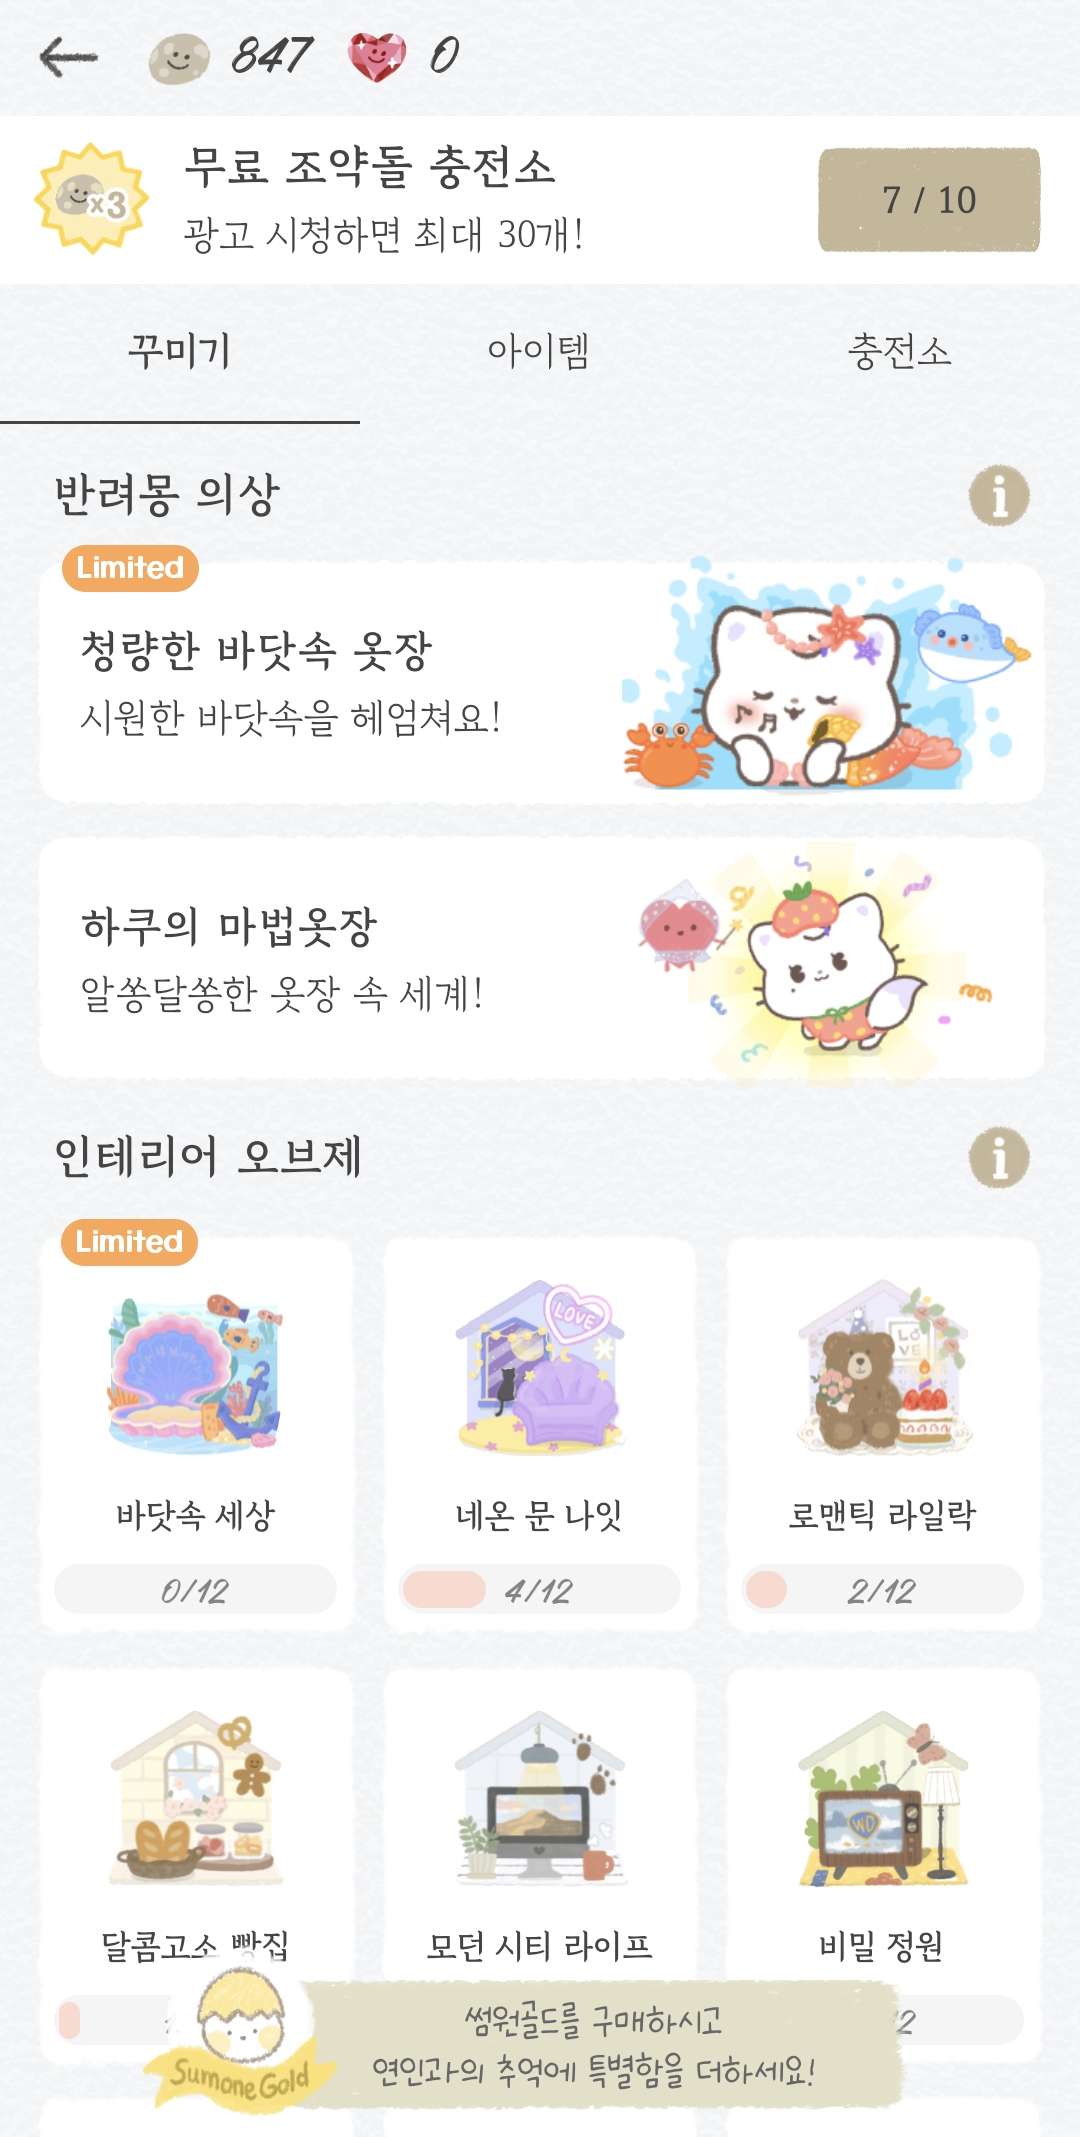 847 0
무료 조약돌 충전소
x3
광고 시청하면 최대 30개!
7 / 10
꾸미기 아이템 충전소
반려몽 의상
i
Limited
청량한 바닷속 옷장
시원한 바닷속을 헤엄쳐요!
하쿠의 마법옷장
알쏭달쏭한 옷장 속 세계!
인테리어 오브제
i
Limited
LOVE
LO
VE
바닷속 세상 네온 문 나잇 로맨틱 라일락
0/12 4/12 2/12
WD
달콤고소 빵집 모던 시티 라이프 비밀 정원
썸원골드를 구매하시고
연인과의 추억에 특별함을 더하세요!
Sumone Gold